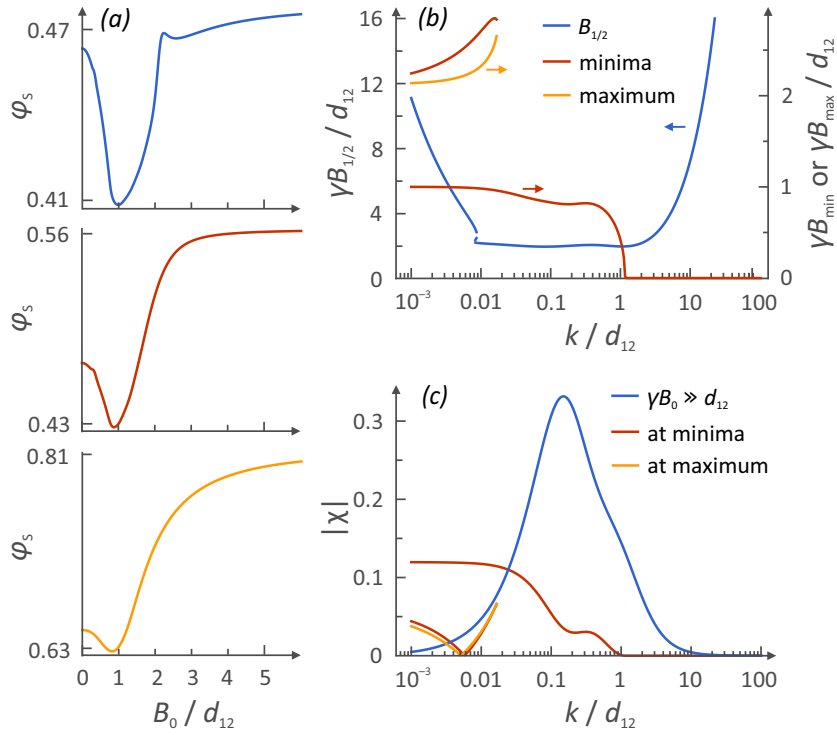 (a)
0.47
φs
0.41
0.56
φs
0.43
0.81
φs
0.63
0 1 2 3 4 5
B0 / d12
(b)
B1/2
minima
maximum
16
12
8
4
0
γB1/2 / d12
2
1
0
γBmin or γBmax / d12
10⁻³ 0.01 0.1 1 10 100
k / d12
(c)
γB0 ≫ d12
at minima
at maximum
0.3
0.2
0.1
0
|χ|
10⁻³ 0.01 0.1 1 10 100
k / d12